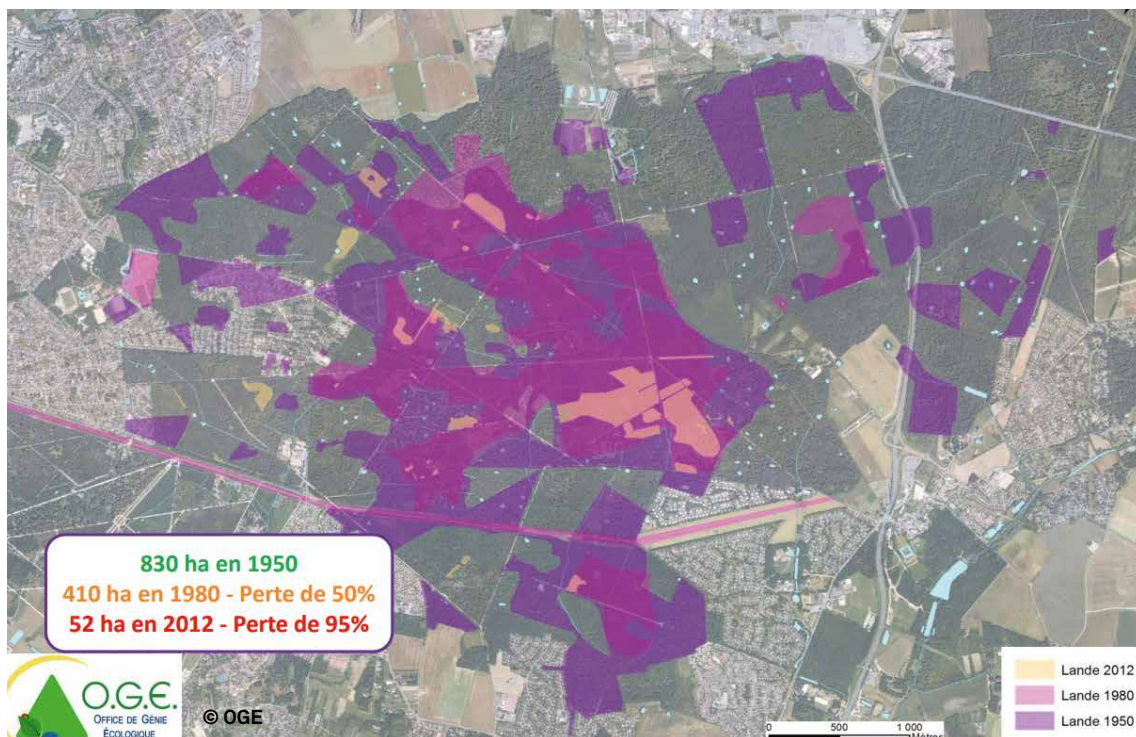 830 ha en 1950
410 ha en 1980 - Perte de 50%
52 ha en 2012 - Perte de 95%
O.G.E.
OFFICE DE GÉNIE
ÉCOLOGIQUE
© OGE
Lande 2012
Lande 1980
Lande 1950
0 500 1 000
Mètres